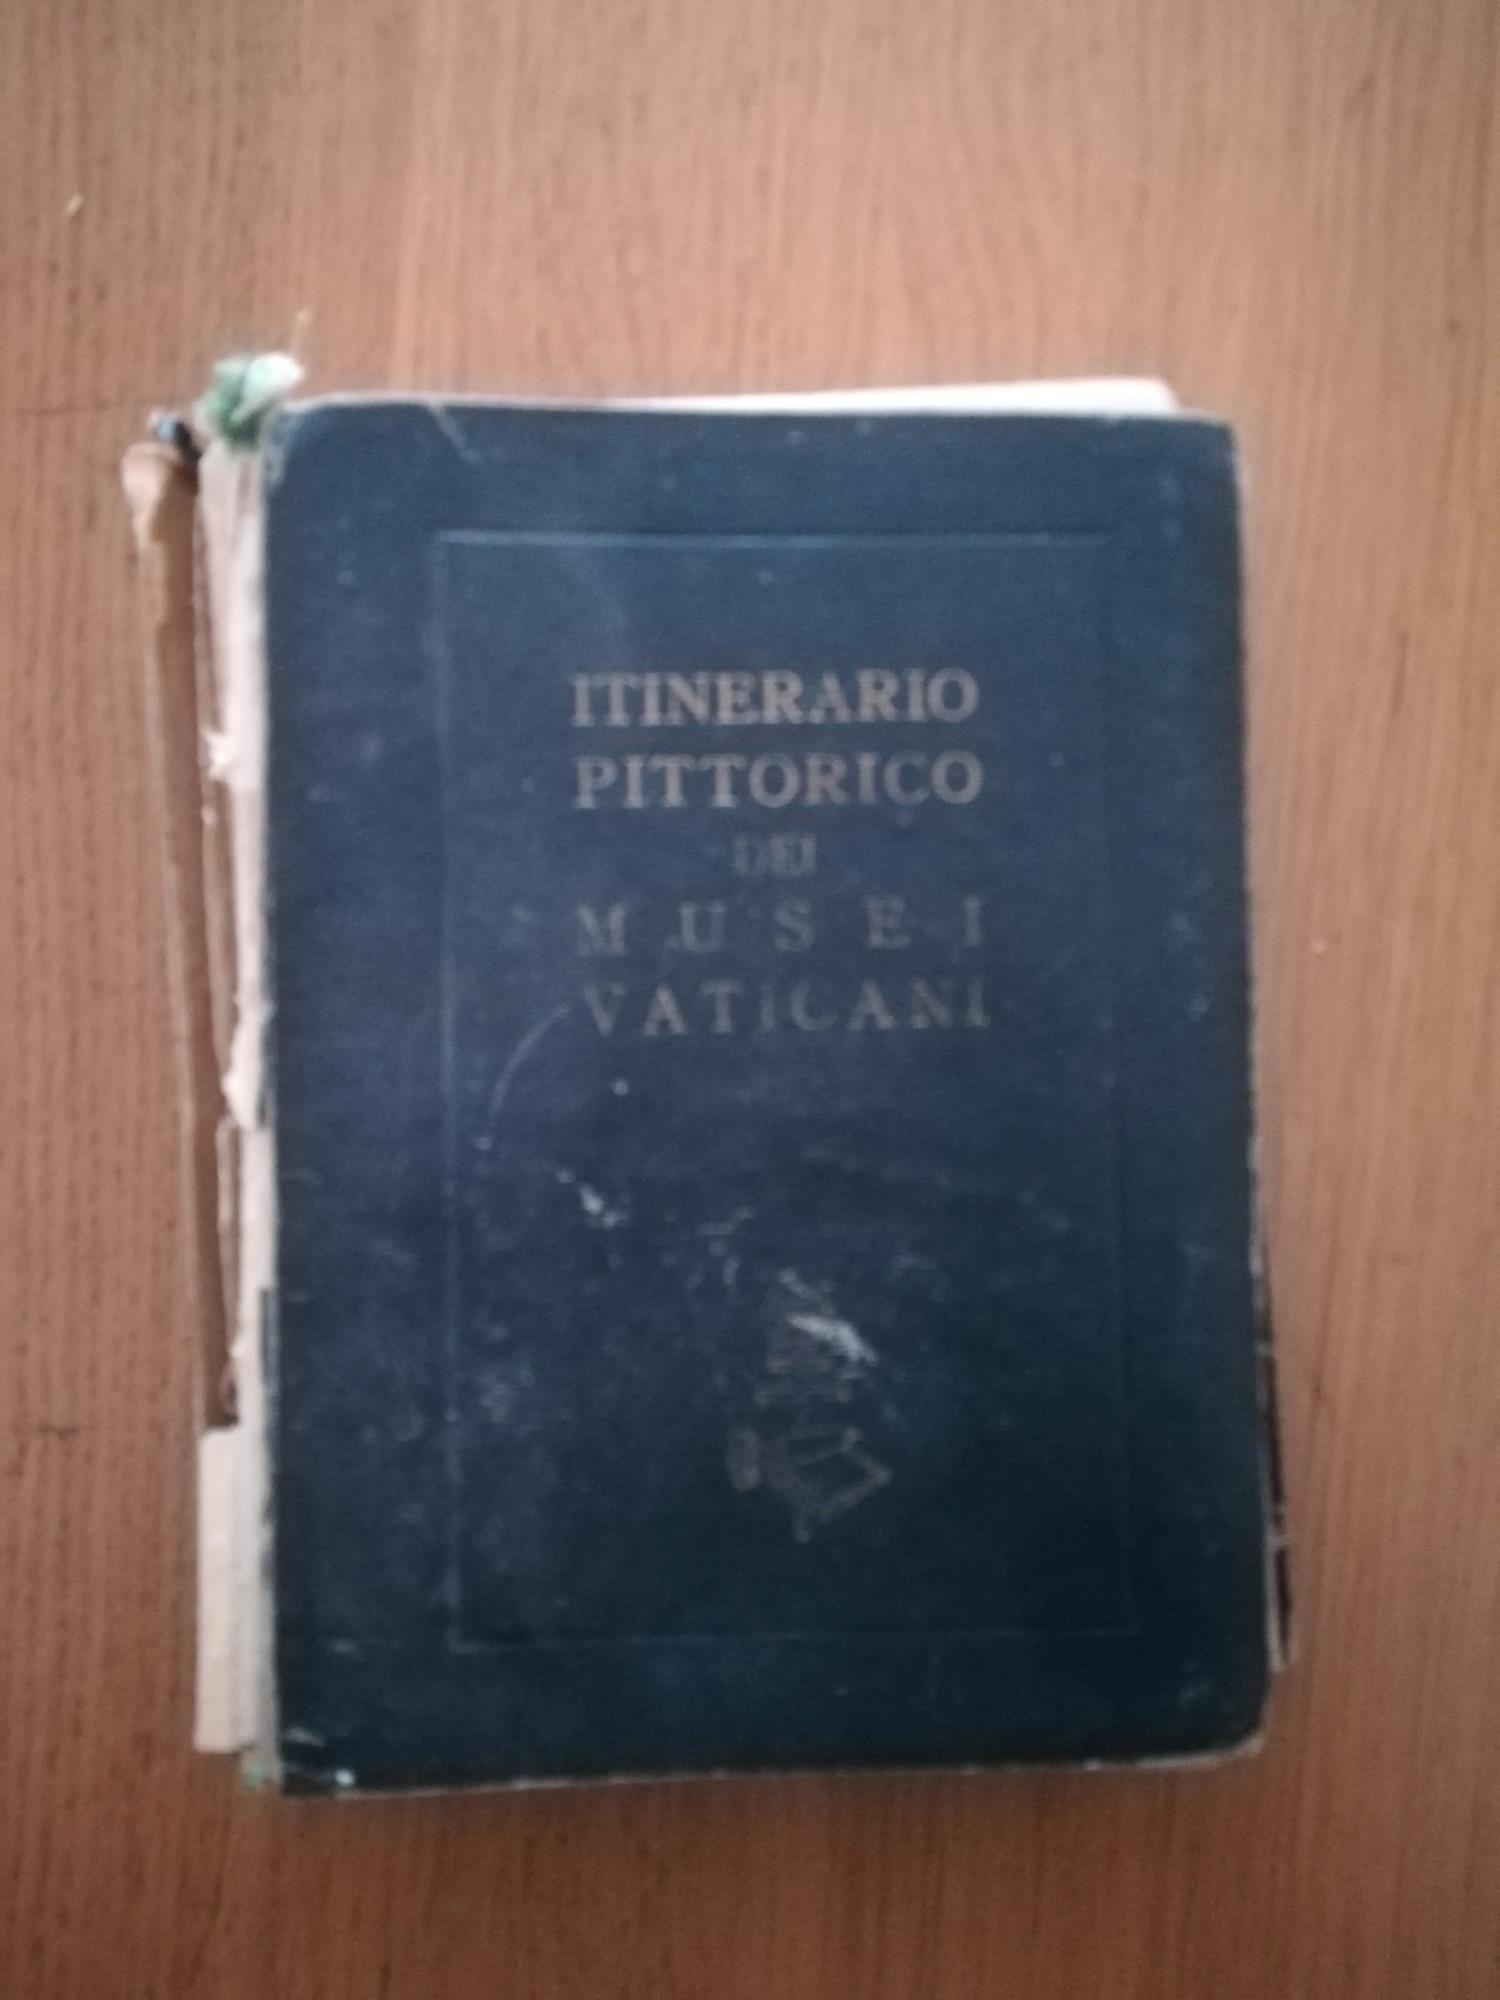 ITINERARIO
PITTORICO
DEI
MUSEI
VATICANI